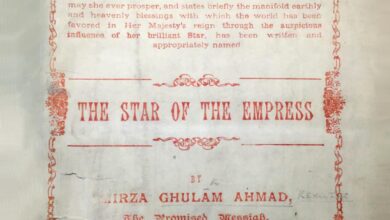 may she ever prosper, and states briefly the manifold earthly
and heavenly blessings with which the world has been
favored in Her Majesty's reign through the auspicious
influence of her brilliant Star, has been written and
appropriately named
THE STAR OF THE EMPRESS
BY
MIRZA GHULAM AHMAD,
The Promised Messiah,